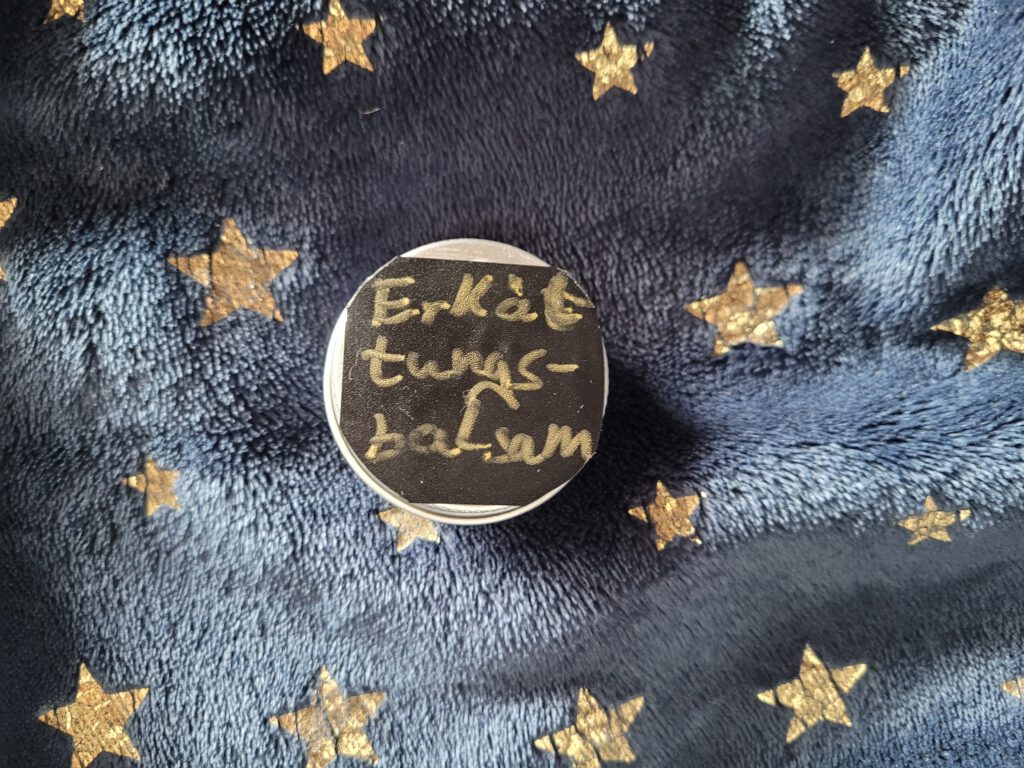 Erkält
tungs-
balsam